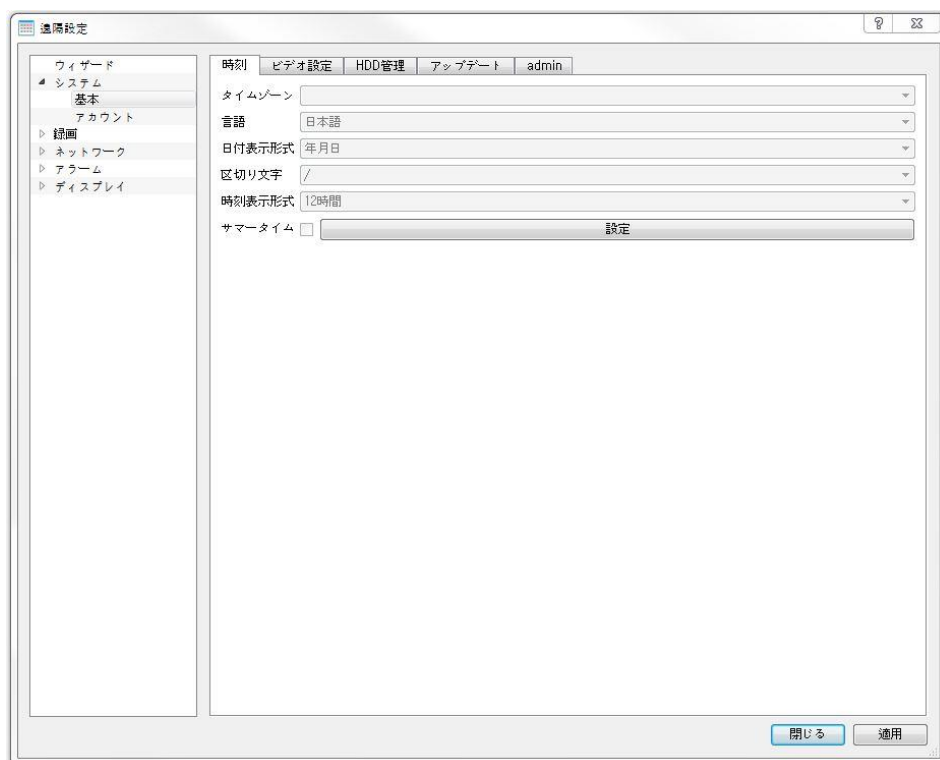 遠隔設定
ウィザード
システム
基本
アカウント
録画
ネットワーク
アラーム
ディスプレイ
時刻 ビデオ設定 HDD管理 アップデート admin
タイムゾーン
言語 日本語
日付表示形式 年月日
区切り文字 /
時刻表示形式 12時間
サマータイム 設定
閉じる 適用